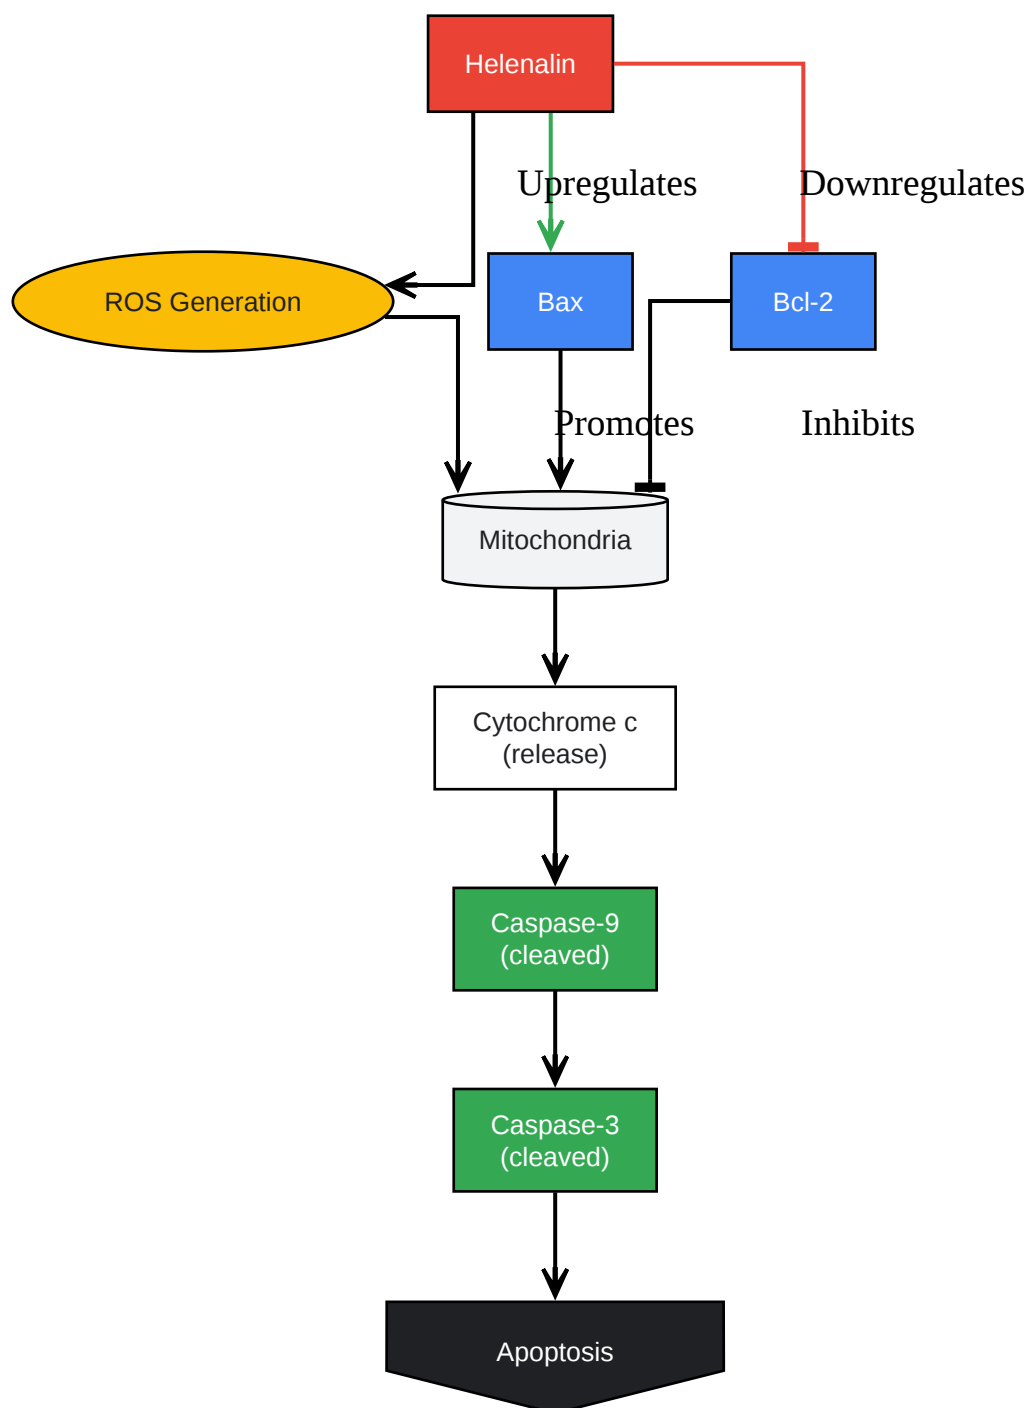 Helenalin
Upregulates
Downregulates
ROS Generation
Bax
Bcl-2
Promotes
Inhibits
Mitochondria
Cytochrome c
(release)
Caspase-9
(cleaved)
Caspase-3
(cleaved)
Apoptosis